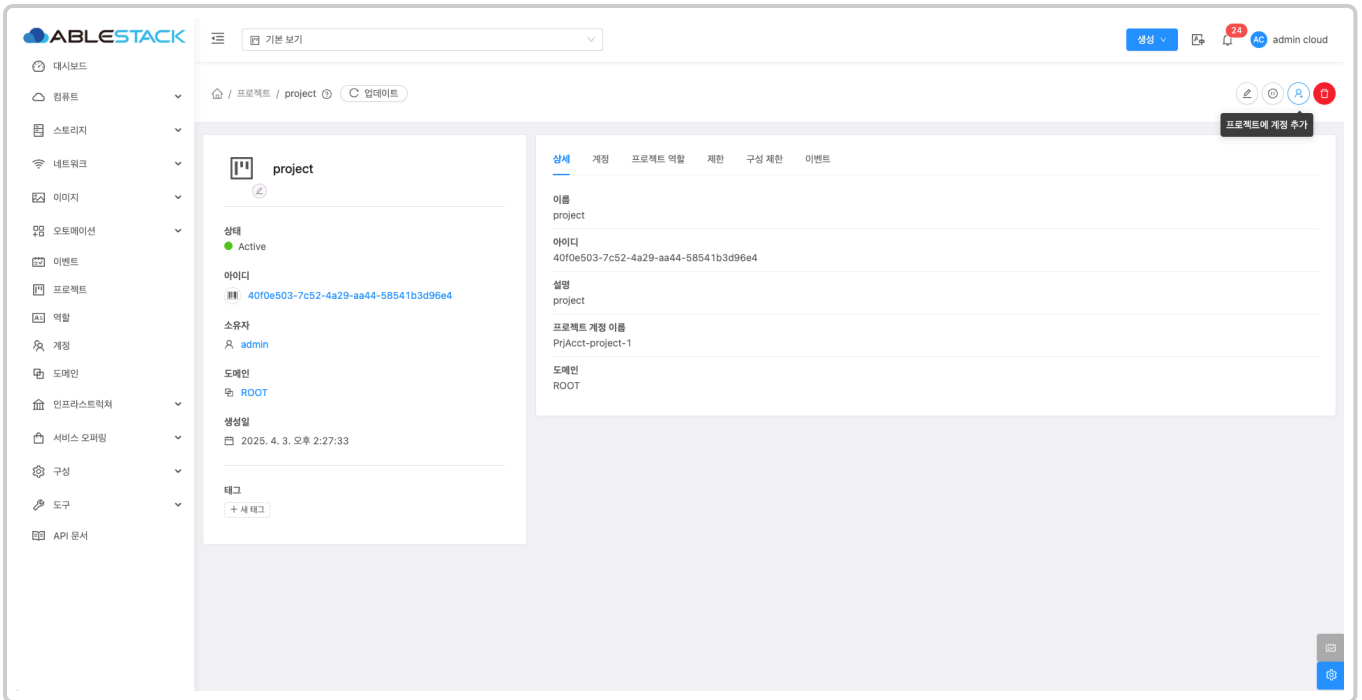 ABLESTACK
기본 보기
생성
24
AC
admin cloud
대시보드
컴퓨트
스토리지
네트워크
이미지
오토메이션
이벤트
프로젝트
역할
계정
도메인
인프라스트럭쳐
서비스 오퍼링
구성
도구
API 문서
/ 프로젝트 / project
업데이트
프로젝트에 계정 추가
project
상태
Active
아이디
40f0e503-7c52-4a29-aa44-58541b3d96e4
소유자
admin
도메인
ROOT
생성일
2025. 4. 3. 오후 2:27:33
태그
+ 새 태그
상세 계정 프로젝트 역할 제한 구성 제한 이벤트
이름
project
아이디
40f0e503-7c52-4a29-aa44-58541b3d96e4
설명
project
프로젝트 계정 이름
PrjAcct-project-1
도메인
ROOT